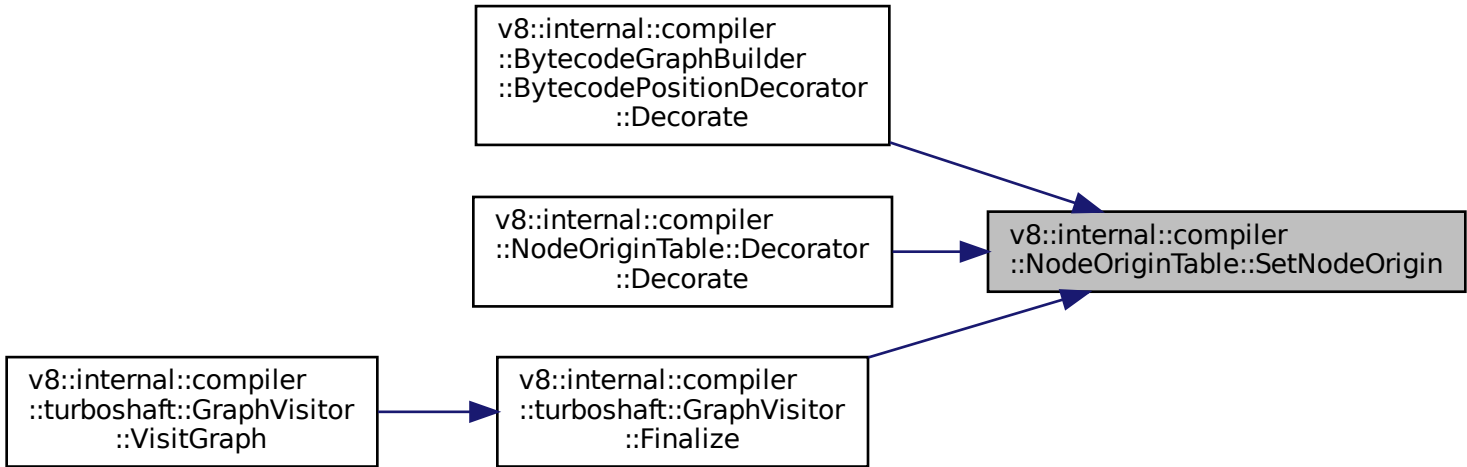 v8::internal::compiler
::BytecodeGraphBuilder
::BytecodePositionDecorator
::Decorate
v8::internal::compiler
::NodeOriginTable::Decorator
::Decorate
v8::internal::compiler
::NodeOriginTable::SetNodeOrigin
v8::internal::compiler
::turboshaft::GraphVisitor
::VisitGraph
v8::internal::compiler
::turboshaft::GraphVisitor
::Finalize